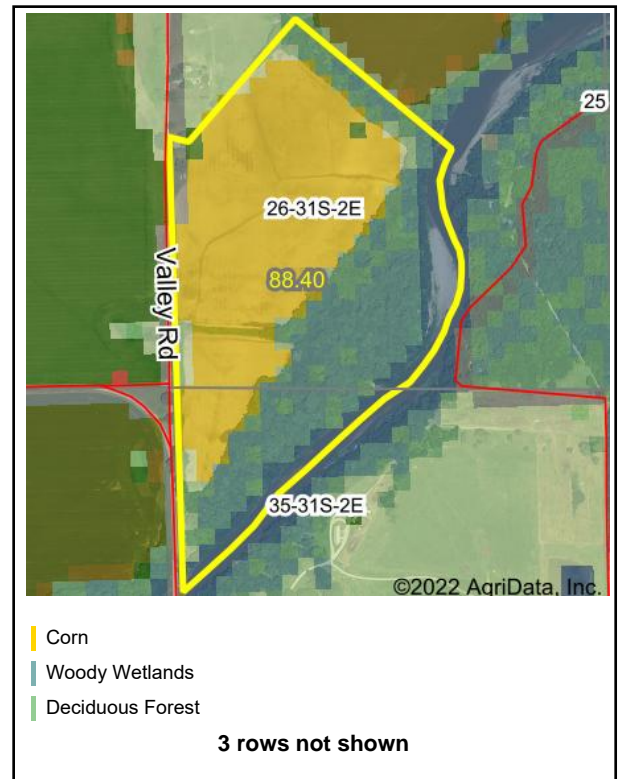 25
26-31S-2E
Valley Rd
88.40
35-31S-2E
©2022 AgriData, Inc.
Corn
Woody Wetlands
Deciduous Forest
3 rows not shown